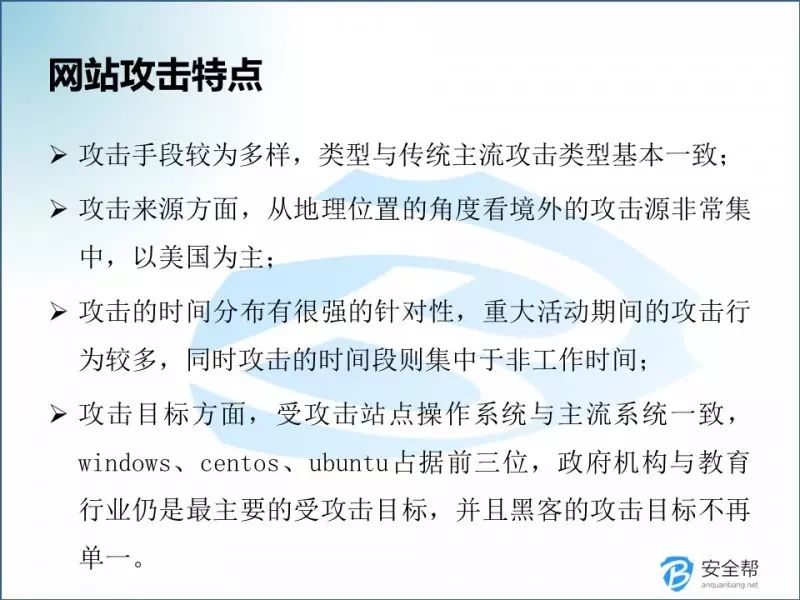 网站攻击特点
➢ 攻击手段较为多样，类型与传统主流攻击类型基本一致；
➢ 攻击来源方面，从地理位置的角度看境外的攻击源非常集
中，以美国为主；
➢ 攻击的时间分布有很强的针对性，重大活动期间的攻击行
为较多，同时攻击的时间段则集中于非工作时间；
➢ 攻击目标方面，受攻击站点操作系统与主流系统一致，
windows、centos、ubuntu占据前三位，政府机构与教育
行业仍是最主要的受攻击目标，并且黑客的攻击目标不再
单一。
安全帮
anquanbang.net